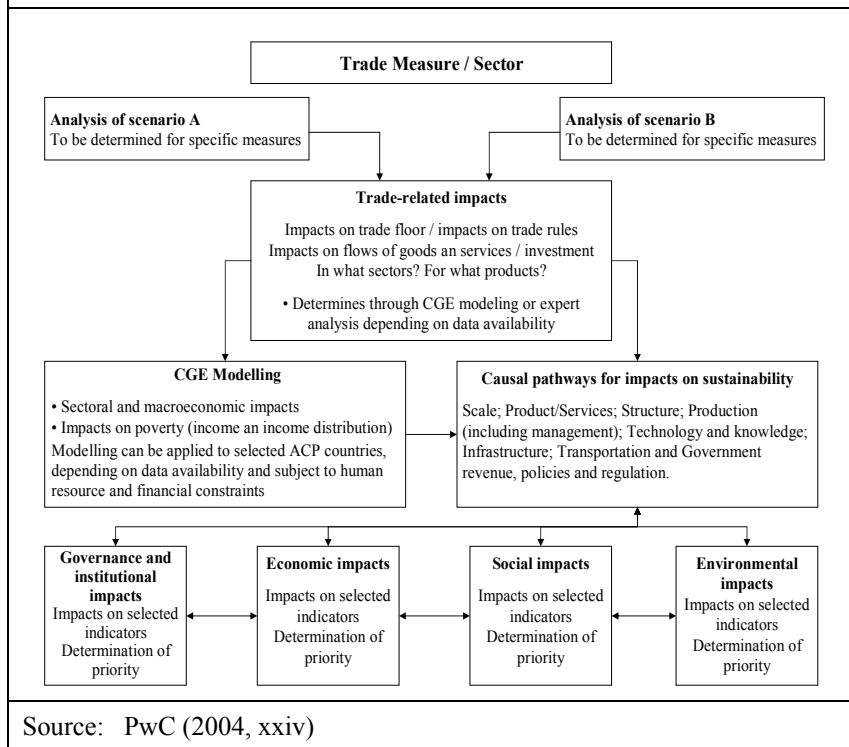 Trade Measure / Sector
Analysis of scenario A
To be determined for specific measures
Analysis of scenario B
To be determined for specific measures
Trade-related impacts
Impacts on trade floor / impacts on trade rules
Impacts on flows of goods an services / investment
In what sectors? For what products?
• Determines through CGE modeling or expert
analysis depending on data availability
CGE Modelling
• Sectoral and macroeconomic impacts
• Impacts on poverty (income an income distribution)
Modelling can be applied to selected ACP countries,
depending on data availability and subject to human
resource and financial constraints
Causal pathways for impacts on sustainability
Scale; Product/Services; Structure; Production
(including management); Technology and knowledge;
Infrastructure; Transportation and Government
revenue, policies and regulation.
Governance and
institutional
impacts
Impacts on selected
indicators
Determination of
priority
Economic impacts
Impacts on selected
indicators
Determination of
priority
Social impacts
Impacts on selected
indicators
Determination of
priority
Environmental
impacts
Impacts on selected
indicators
Determination of
priority
Source: PwC (2004, xxiv)